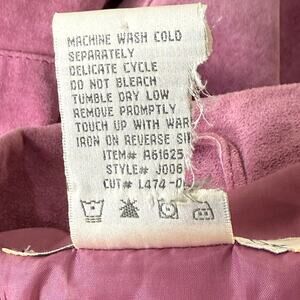 MACHINE WASH COLD
SEPARATELY
DELICATE CYCLE
DO NOT BLEACH
TUMBLE DRY LOW
REMOVE PROMPTLY
TOUCH UP WITH WAR
IRON ON REVERSE SI
ITEM# A61625
STYLE# J006
CUT# L474-0